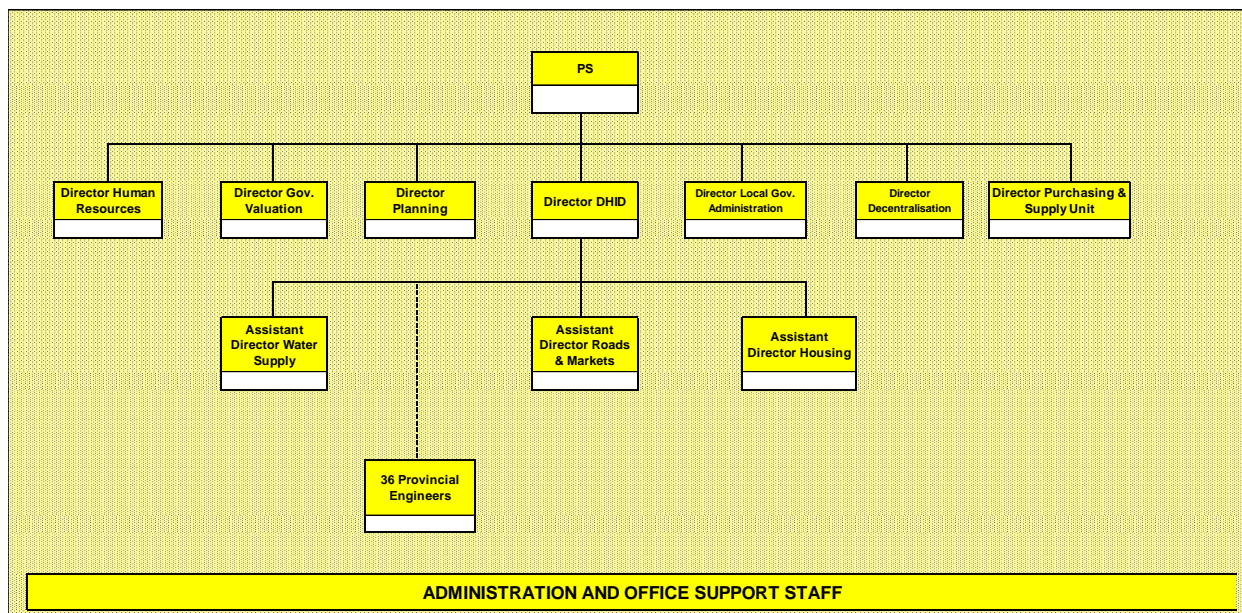 PS
Director Human
Resources
Director Gov.
Valuation
Director
Planning
Director DHID
Director Local Gov.
Administration
Director
Decentralisation
Director Purchasing &
Supply Unit
Assistant
Director Water
Supply
Assistant
Director Roads
& Markets
Assistant
Director Housing
36 Provincial
Engineers
ADMINISTRATION AND OFFICE SUPPORT STAFF